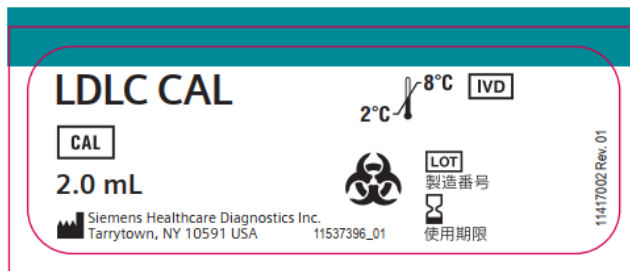 LDLC CAL
2°C
8°C
IVD
CAL
2.0 mL
LOT
製造番号
使用期限
Siemens Healthcare Diagnostics Inc.
Tarrytown, NY 10591 USA
11537396_01
11417002 Rev. 01